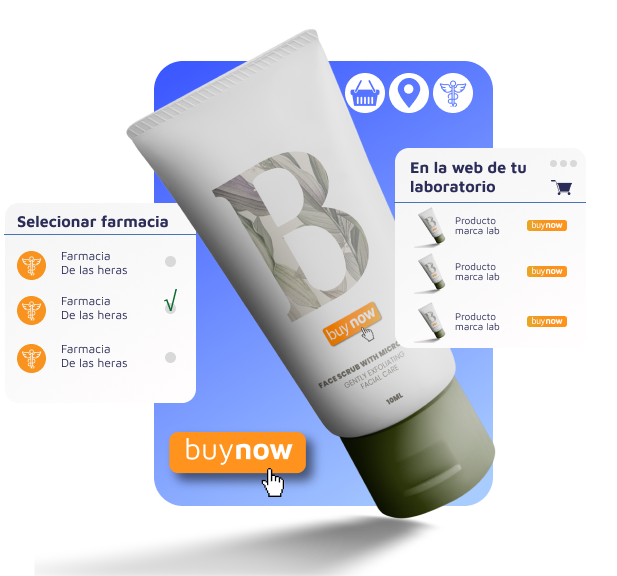 En la web de tu
laboratorio
Producto
marca lab
buynow
Producto
marca lab
buynow
Producto
marca lab
buynow
Selecionar farmacia
Farmacia
De las heras
Farmacia
De las heras
Farmacia
De las heras
B
buynow
FACE SCRUB WITH MICRO
GENTLY EXFOLIATING
FACIAL CARE
10ML
buynow